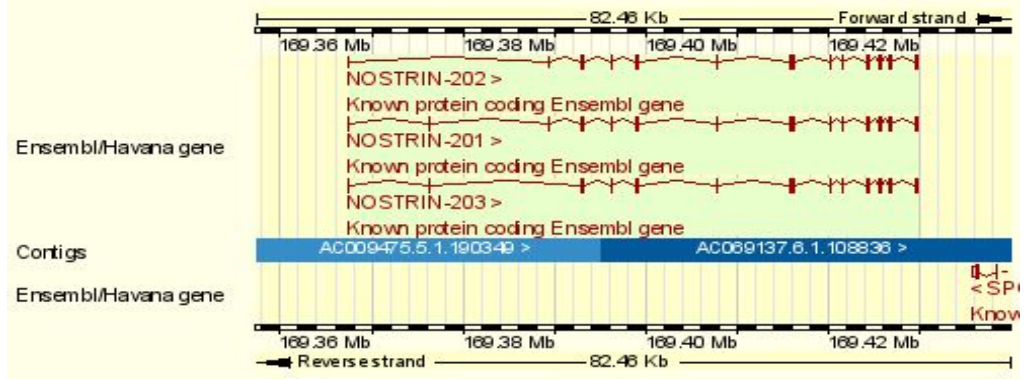 82.46 Kb Forward strand
169.36 Mb 169.38 Mb 169.40 Mb 169.42 Mb
NOSTRIN-202 >
Known protein coding Ensembl gene
Ensembl/Havana gene
NOSTRIN-201 >
Known protein coding Ensembl gene
NOSTRIN-203 >
Known protein coding Ensembl gene
Contigs
AC009475.5.1.190349 > AC069137.6.1.108836 >
Ensembl/Havana gene
< SP
Know
169.36 Mb 169.38 Mb 169.40 Mb 169.42 Mb
Reverse strand 82.46 Kb